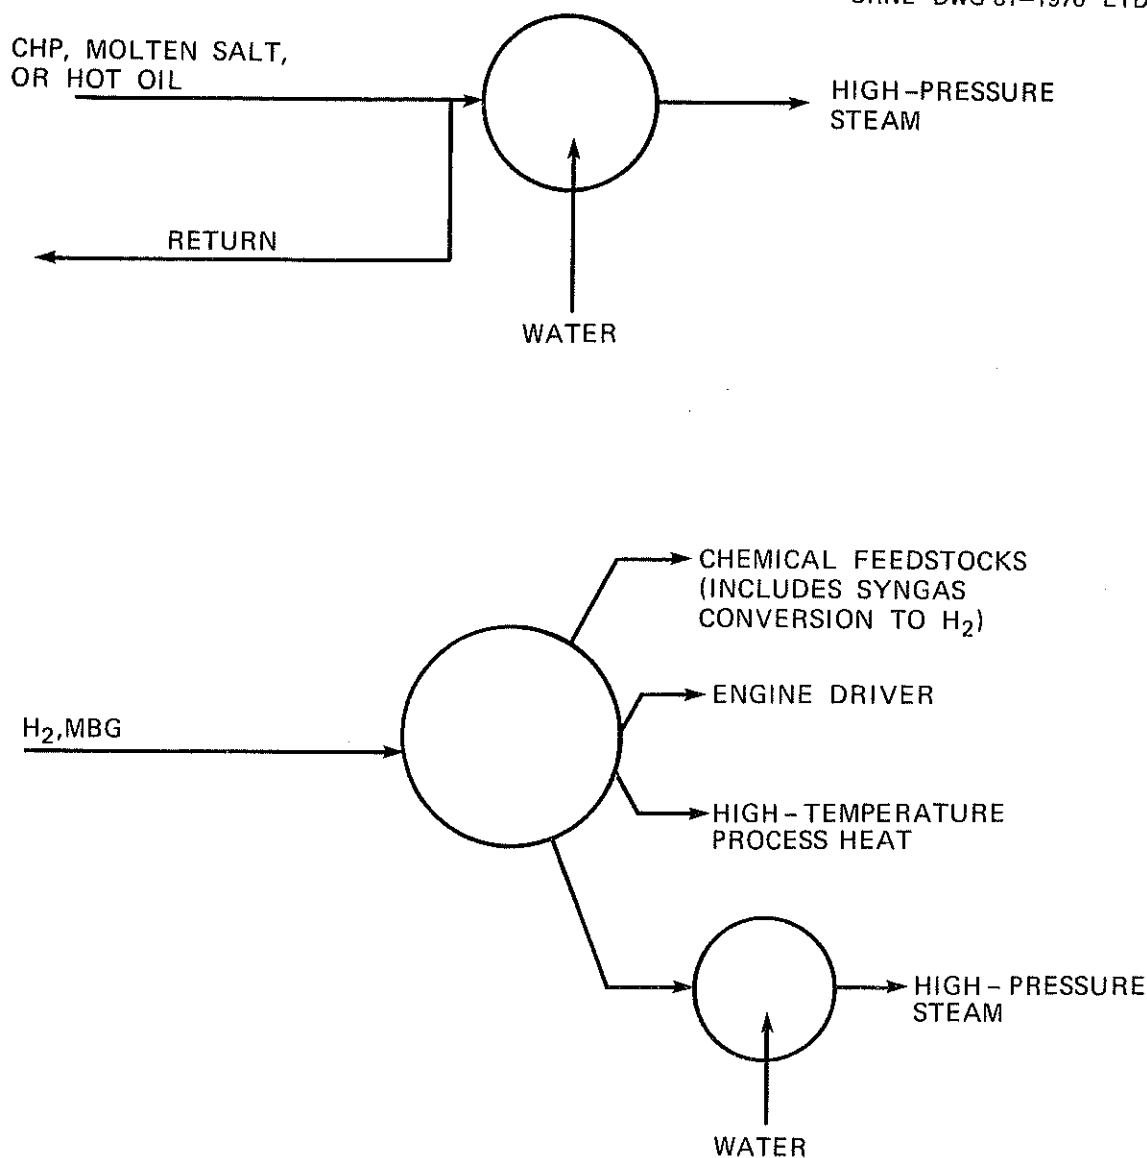 CHP, MOLTEN SALT,
OR HOT OIL
HIGH-PRESSURE
STEAM
RETURN
WATER
CHEMICAL FEEDSTOCKS
(INCLUDES SYNGAS
CONVERSION TO H₂)
ENGINE DRIVER
H₂,MBG
HIGH-TEMPERATURE
PROCESS HEAT
HIGH-PRESSURE
STEAM
WATER